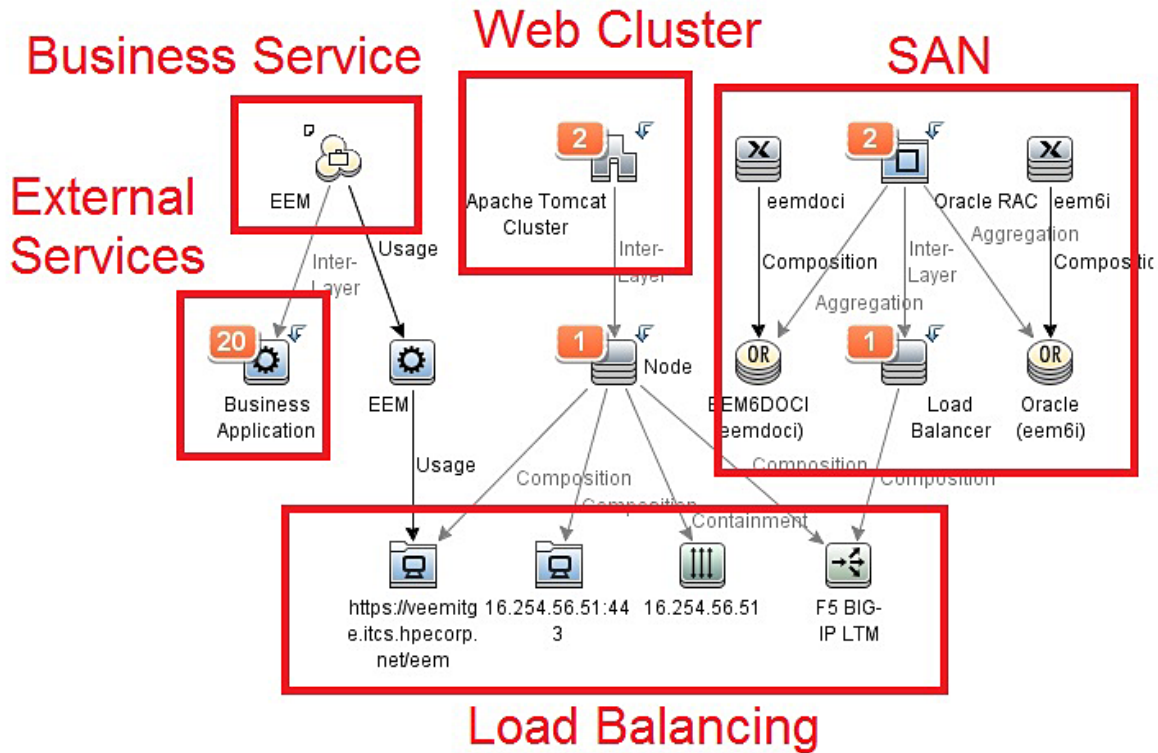 Web Cluster
Business Service
SAN
External
Services
2
2
EEM
Apache Tomcat
Cluster
eemdoci
Oracle RAC
eem6i
Usage
Inter-
Layer
Inter-
Layer
Composition
Inter-
Layer
Aggregation
Compositic
Aggregation
20
1
OR
1
OR
Node
Business
Application
EEM
EEM6DOCI
(eemdoci)
Load
Balancer
Oracle
(eem6i)
Usage
Composition
Composition
Containment
Composition
Composition
https://veemitg
e.itcs.hpecorp.
net/eem
16.254.56.51:44
3
16.254.56.51
F5 BIG-
IP LTM
Load Balancing